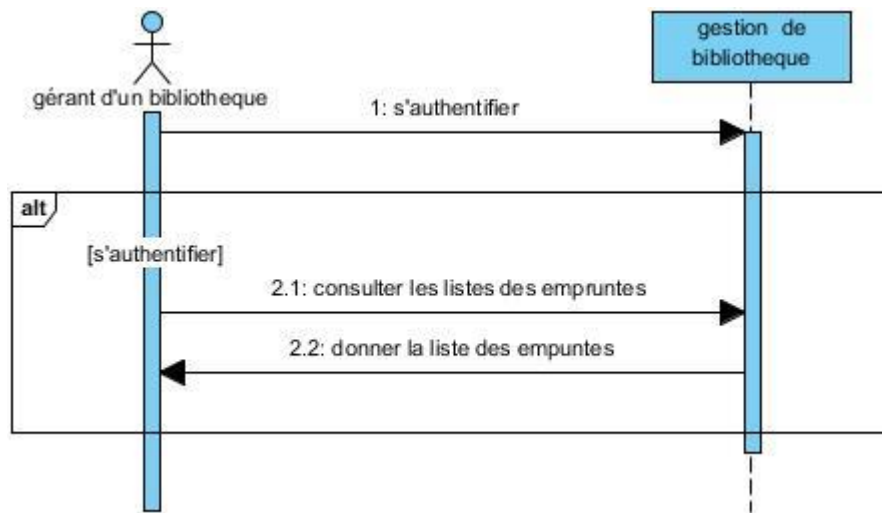 gestion de
bibliotheque
gérant d'un bibliotheque
1: s'authentifier
alt
[s'authentifier]
2.1: consulter les listes des empruntes
2.2: donner la liste des empuntes